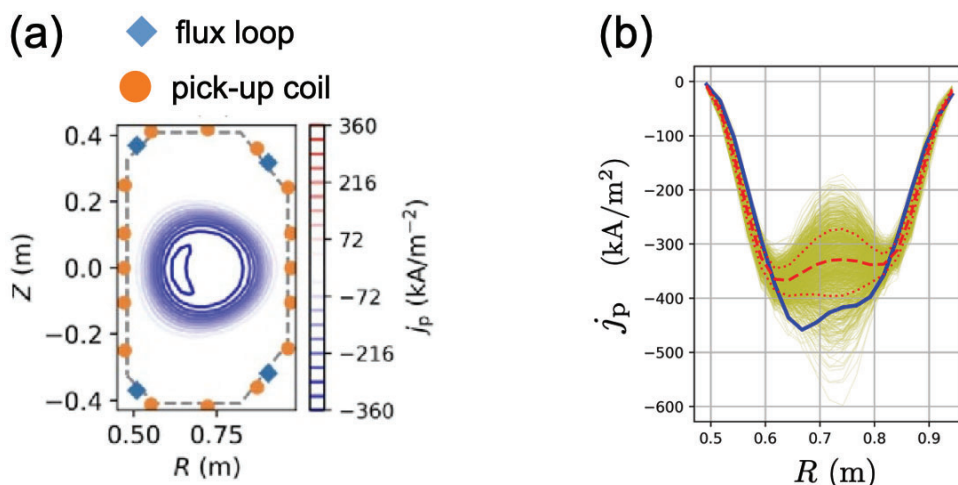 (a)
flux loop
pick-up coil
0.4
0.2
0.0
−0.2
−0.4
Z (m)
0.50 0.75
R (m)
360
216
72
−72
−216
−360
jp (kA/m−2)
(b)
0
−100
−200
−300
−400
−500
−600
jp (kA/m2)
0.5 0.6 0.7 0.8 0.9
R (m)